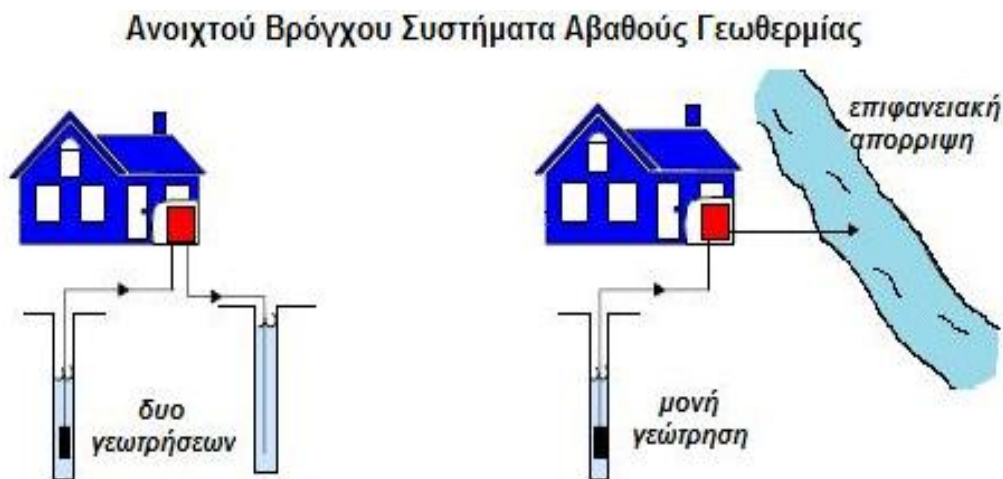 Ανοιχτού Βρόγχου Συστήματα Αβαθούς Γεωθερμίας
επιφανειακή
απορριψη
δυο
γεωτρήσεων
μονή
γεώτρηση